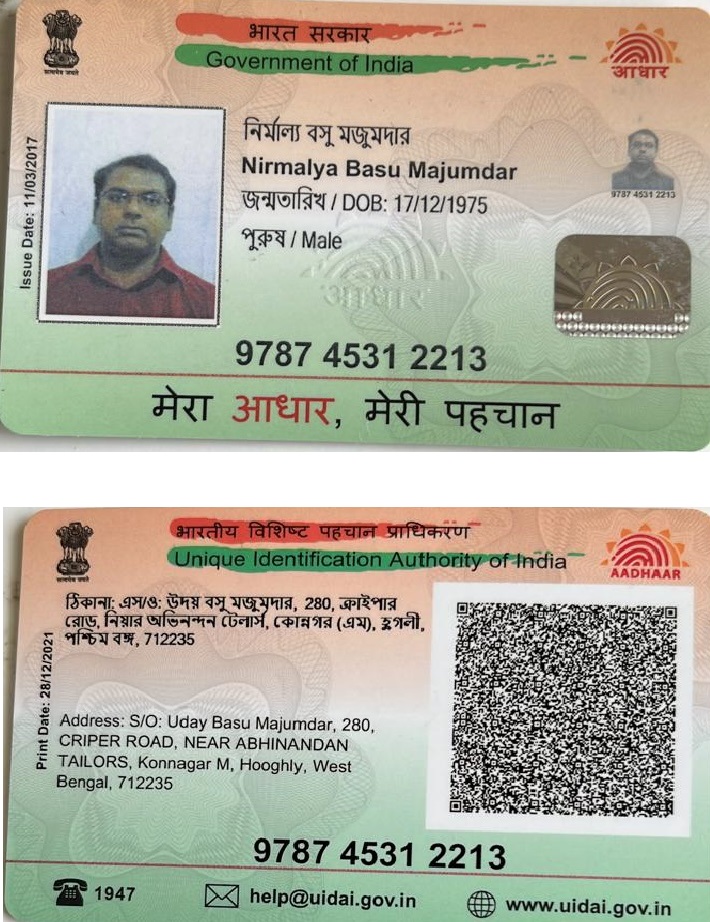 भारत सरकार
Government of India
सत्यमेव जयते
आधार
Issue Date: 11/03/2017
নির্মাল্য বসু মজুমদার
Nirmalya Basu Majumdar
জন্মতারিখ / DOB: 17/12/1975
পুরুষ / Male
9787 4531 2213
आधार
9787 4531 2213
मेरा आधार, मेरी पहचान
भारतीय विशिष्ट पहचान प्राधिकरण
Unique Identification Authority of India
सत्यमेव जयते
AADHAAR
Print Date: 28/12/2021
ঠিকানা: এস/ও: উদয় বসু মজুমদার, 280, ক্রাইপার
রোড, নিয়ার অভিনন্দন টেলার্স, কোন্নগর (এম), হুগলী,
পশ্চিম বঙ্গ, 712235
Address: S/O: Uday Basu Majumdar, 280,
CRIPER ROAD, NEAR ABHINANDAN
TAILORS, Konnagar M, Hooghly, West
Bengal, 712235
9787 4531 2213
1947
help@uidai.gov.in
www.uidai.gov.in